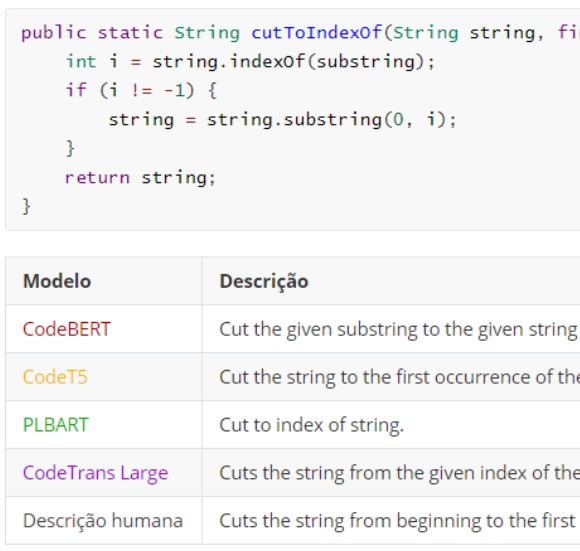 public static String cutToIndexOf(String string,
int i = string.indexOf(substring);
if (i != -1) {
string = string.substring(0, i);
}
return string;
}
Modelo Descrição
CodeBERT Cut the given substring to the given string
CodeT5 Cut the string to the first occurrence of the
PLBART Cut to index of string.
CodeTrans Large Cuts the string from the given index of the
Descrição humana Cuts the string from beginning to the first